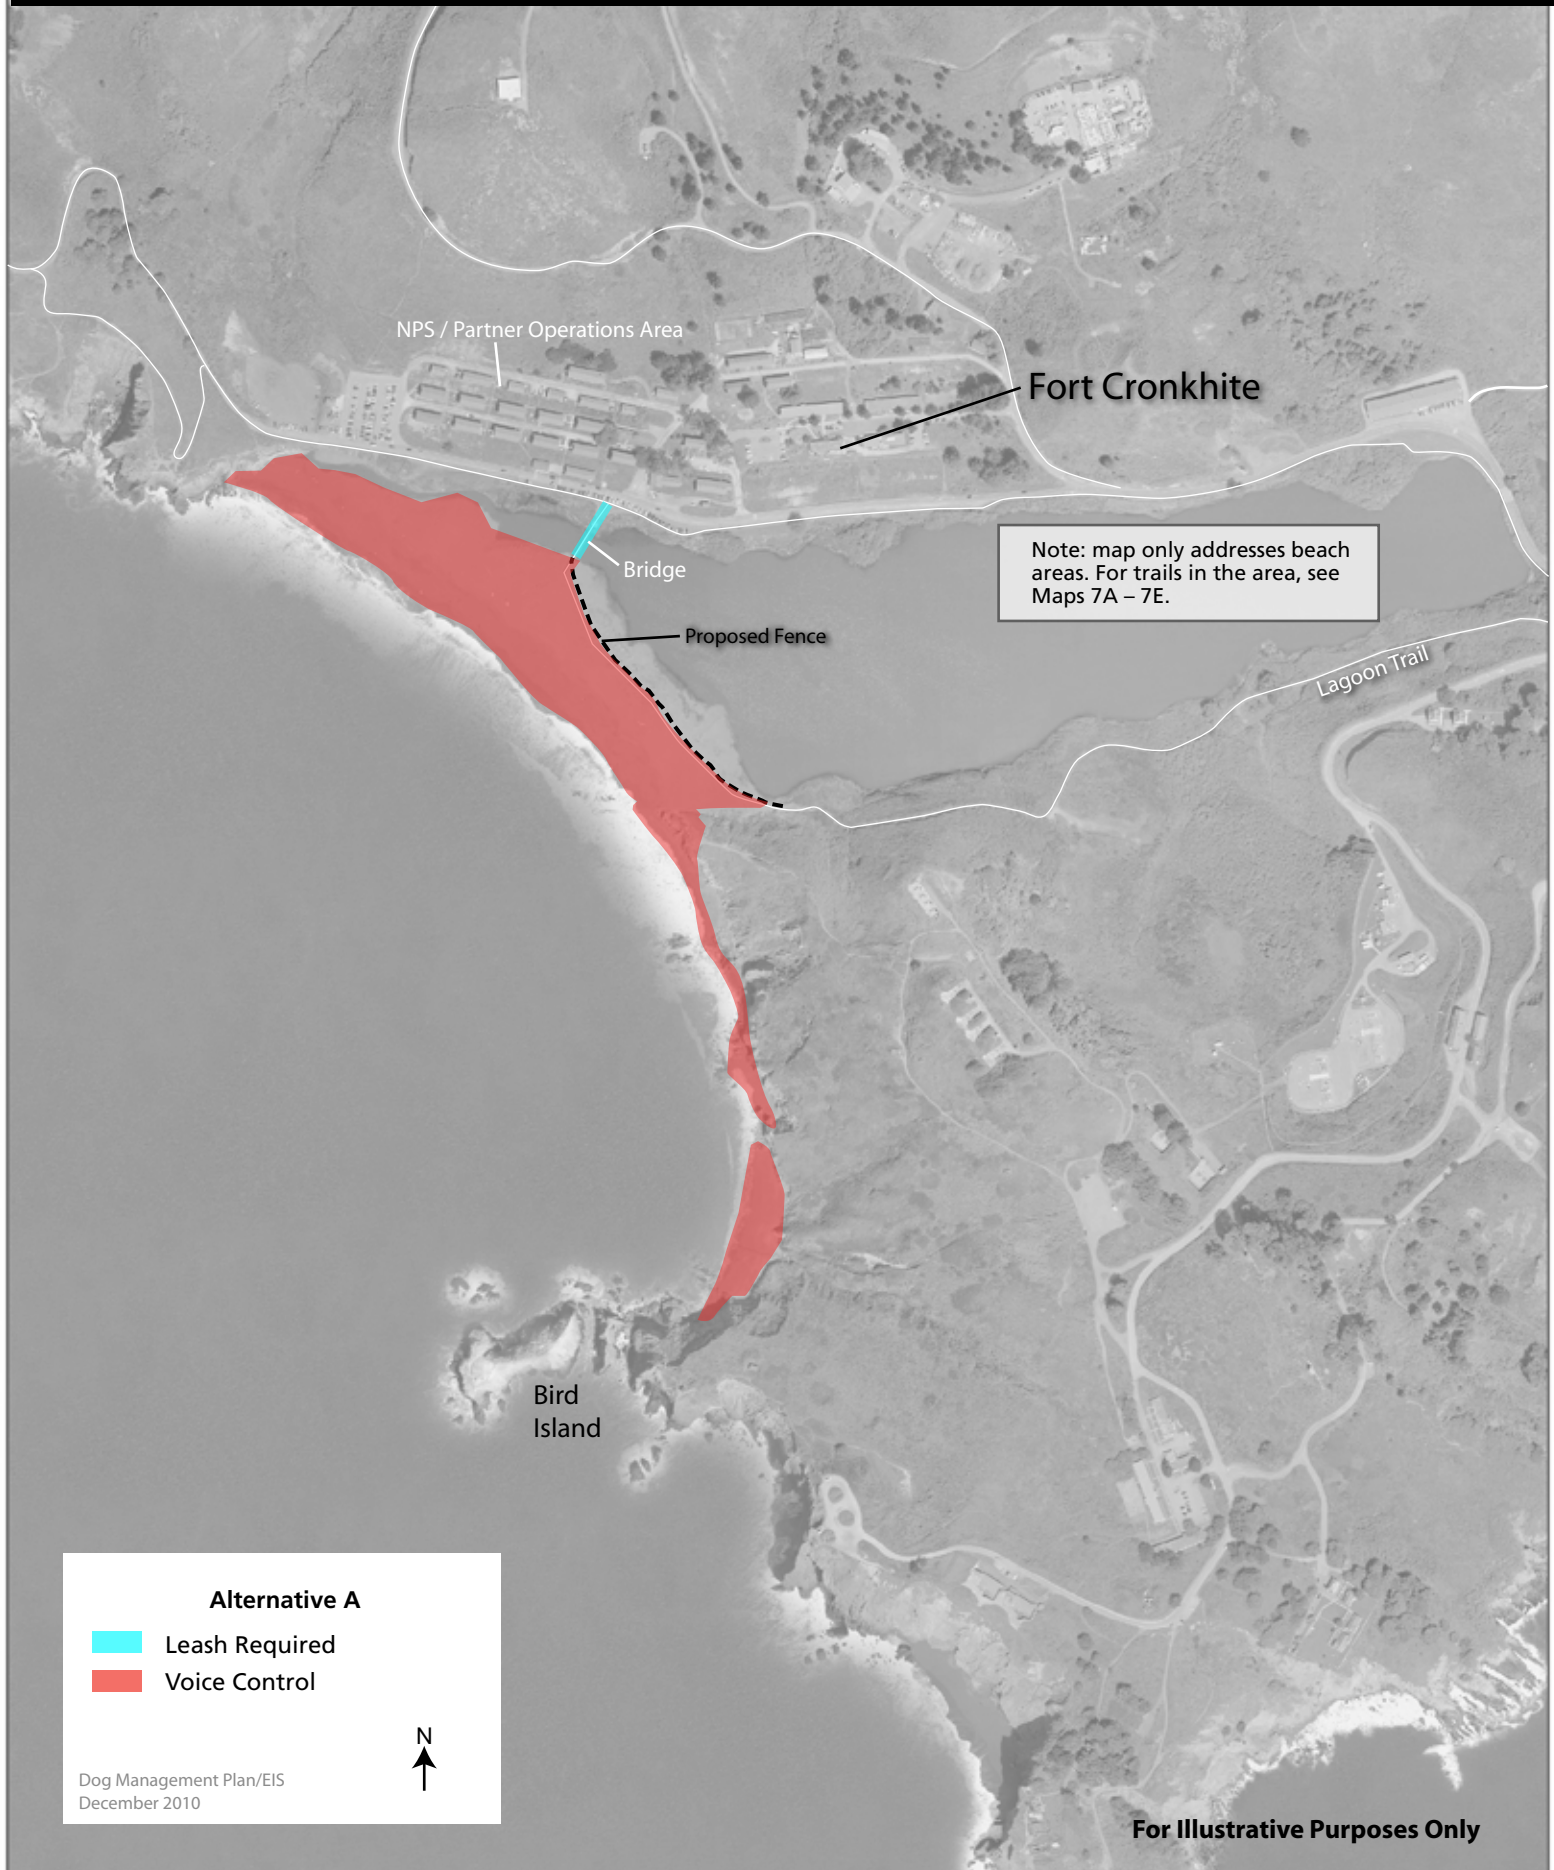 NPS / Partner Operations Area
Fort Cronkhite
Note: map only addresses beach
areas. For trails in the area, see
Maps 7A – 7E.
Bridge
Proposed Fence
Lagoon Trail
Bird
Island
Alternative A
Leash Required
Voice Control
N
Dog Management Plan/EIS
December 2010
For Illustrative Purposes Only